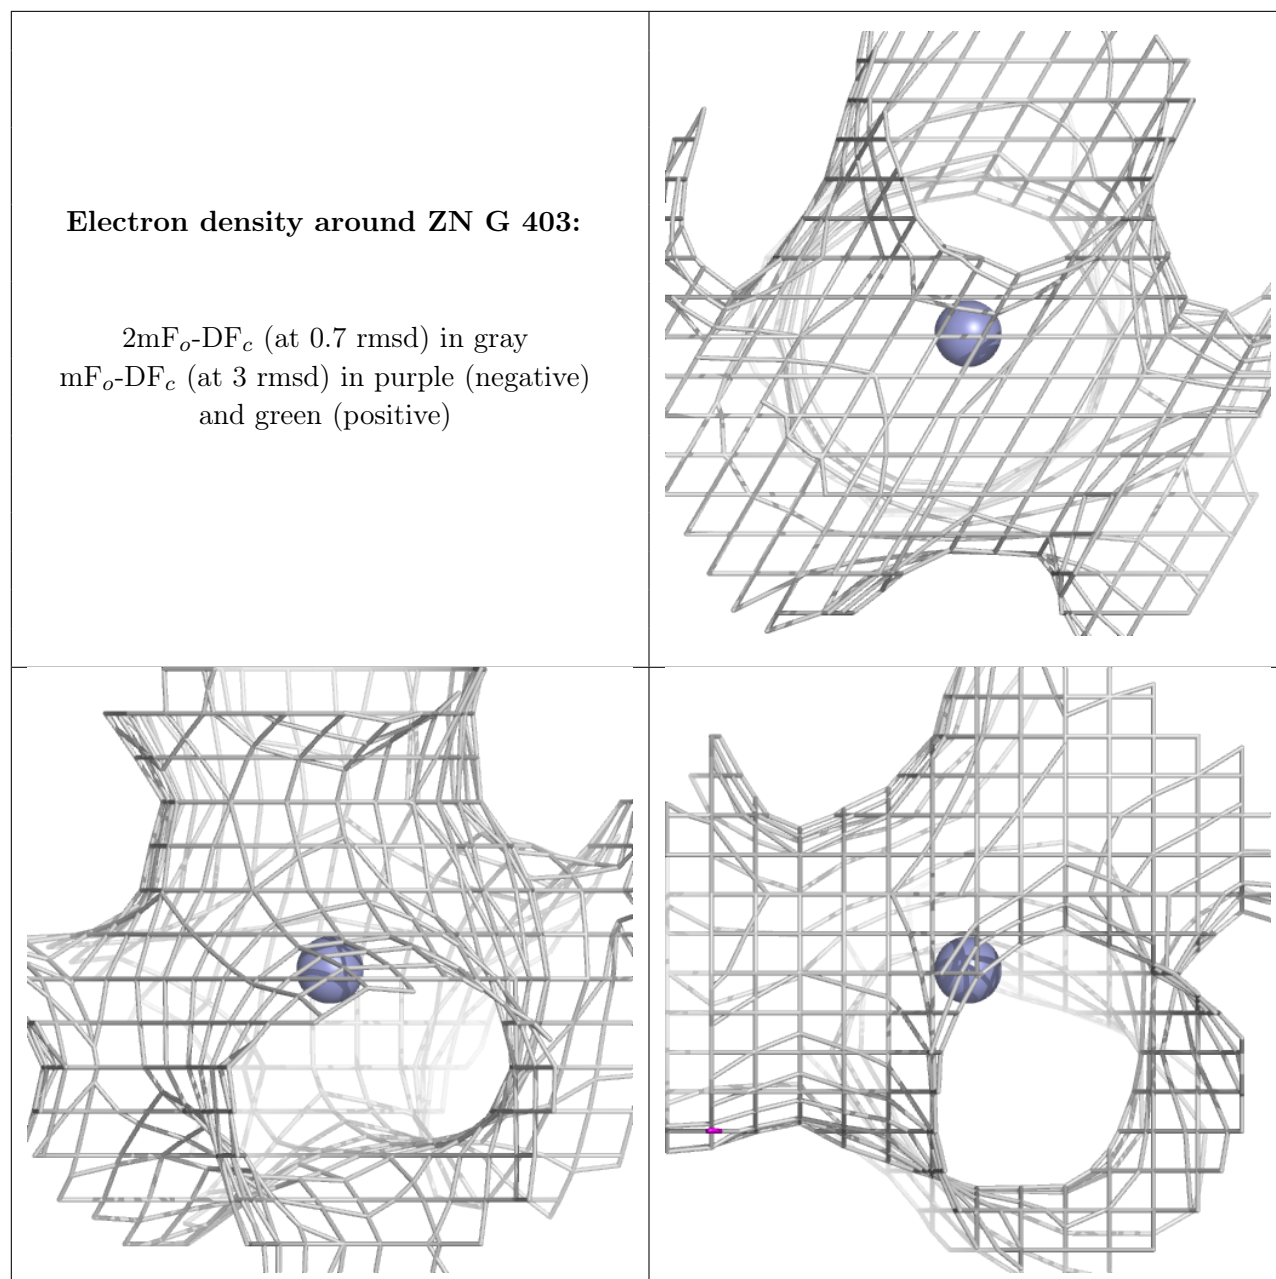 Electron density around ZN G 403:
2mFo-DFc (at 0.7 rmsd) in gray
mFo-DFc (at 3 rmsd) in purple (negative)
and green (positive)